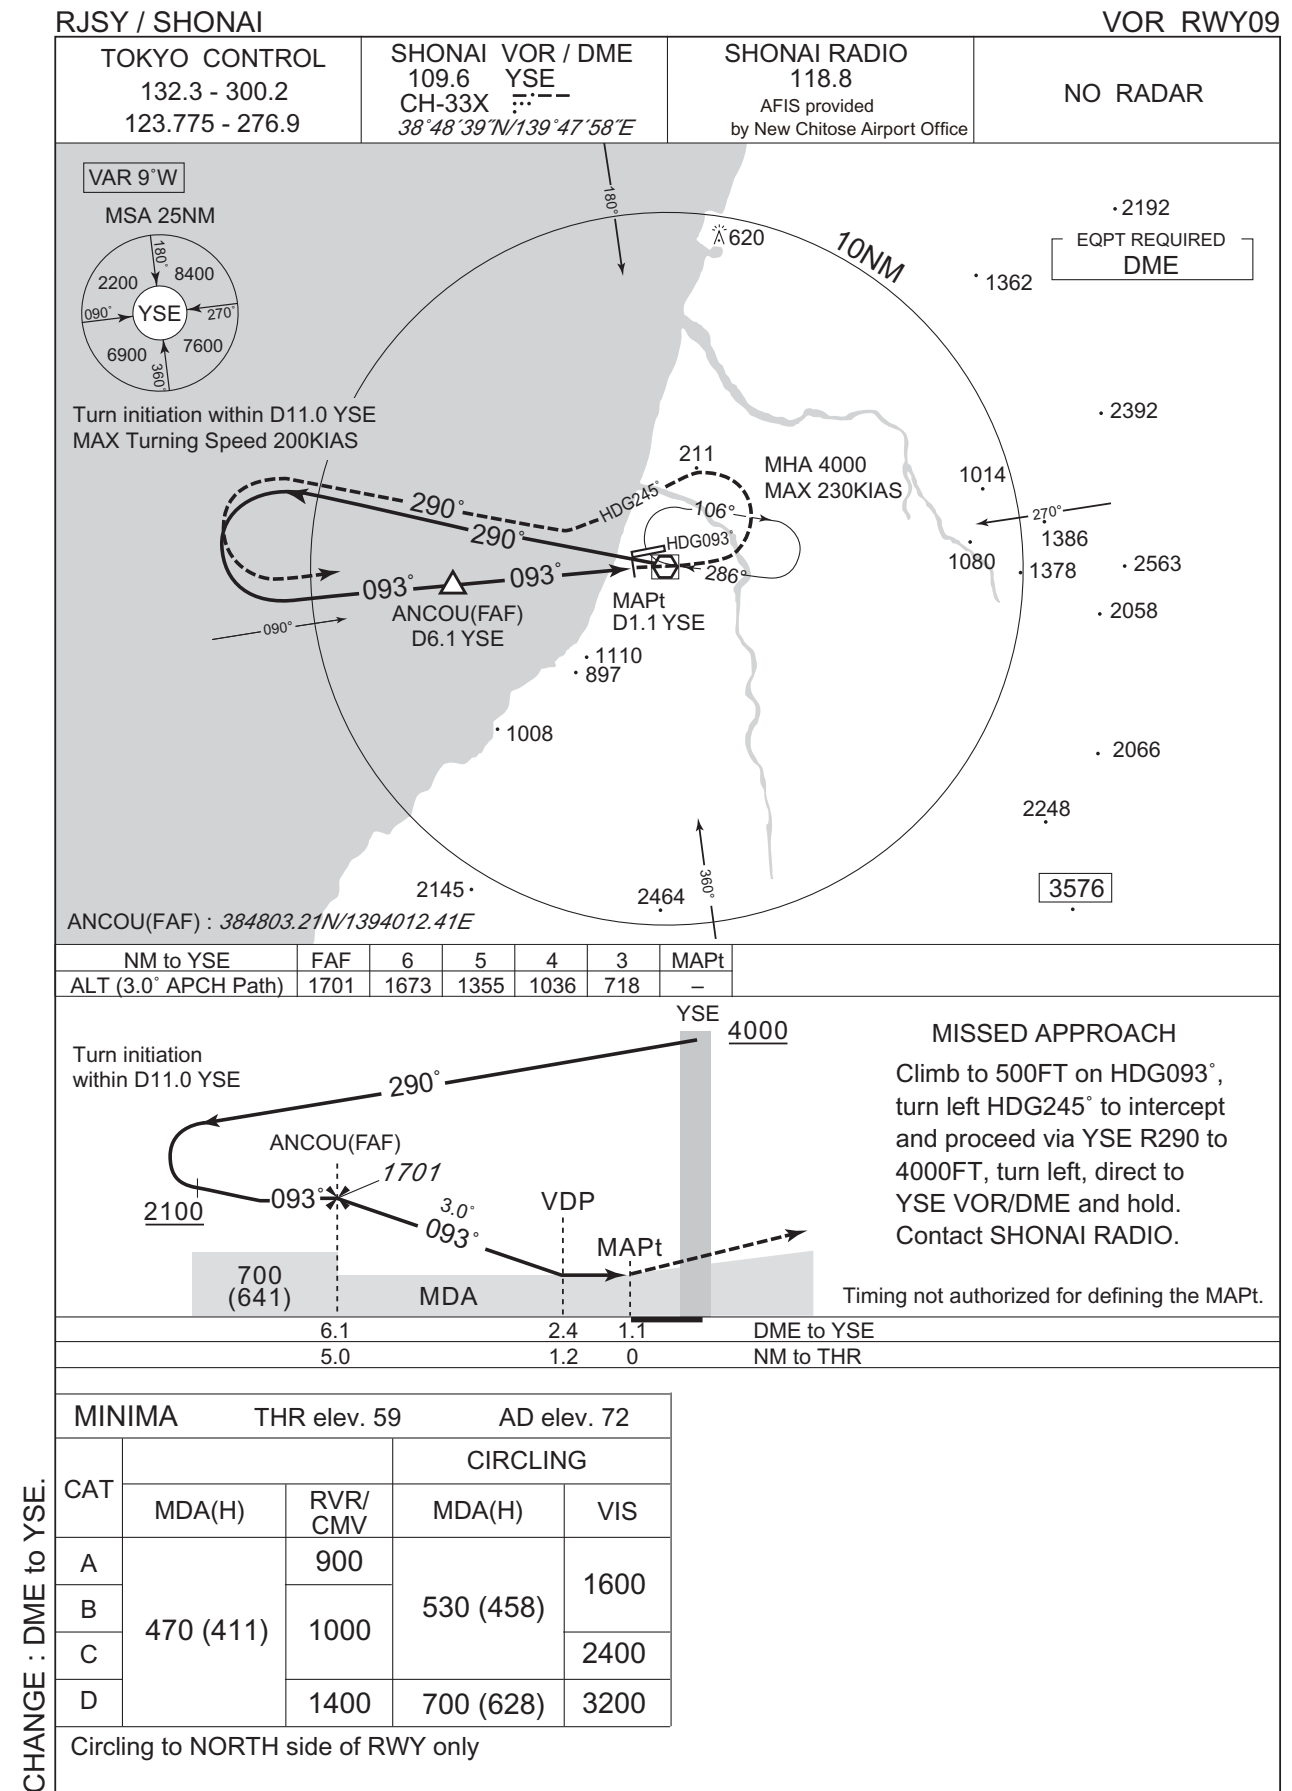 RJSY / SHONAI
VOR RWY09
TOKYO CONTROL
132.3 - 300.2
123.775 - 276.9
SHONAI VOR / DME
109.6 YSE
CH-33X
38°48´39˝N/139°47´58˝E
SHONAI RADIO
118.8
AFIS provided
by New Chitose Airport Office
NO RADAR
VAR 9°W
MSA 25NM
180°
2200
8400
090°
YSE
270°
6900
7600
360°
Turn initiation within D11.0 YSE
MAX Turning Speed 200KIAS
180°
620
10NM
2192
EQPT REQUIRED
DME
1362
2392
211
MHA 4000
MAX 230KIAS
1014
290°
HDG245°
106°
270°
290°
HDG093°
1386
1080
1378
2563
286°
093°
093°
ANCOU(FAF)
D6.1 YSE
MAPt
D1.1 YSE
2058
090°
1110
897
1008
2066
2248
360°
2145
2464
3576
ANCOU(FAF) : 384803.21N/1394012.41E
NM to YSE FAF 6 5 4 3 MAPt
ALT (3.0° APCH Path) 1701 1673 1355 1036 718 –
YSE
4000
Turn initiation
within D11.0 YSE
290°
ANCOU(FAF)
1701
2100
093°
3.0°
093°
VDP
MAPt
700
(641)
MDA
MISSED APPROACH
Climb to 500FT on HDG093°,
turn left HDG245° to intercept
and proceed via YSE R290 to
4000FT, turn left, direct to
YSE VOR/DME and hold.
Contact SHONAI RADIO.
Timing not authorized for defining the MAPt.
6.1 2.4 1.1 DME to YSE
5.0 1.2 0 NM to THR
MINIMA THR elev. 59 AD elev. 72
CAT
CIRCLING
MDA(H)
RVR/
CMV
MDA(H)
VIS
A
900
B
470 (411)
1000
530 (458)
1600
C
2400
D
1400
700 (628)
3200
Circling to NORTH side of RWY only
CHANGE : DME to YSE.